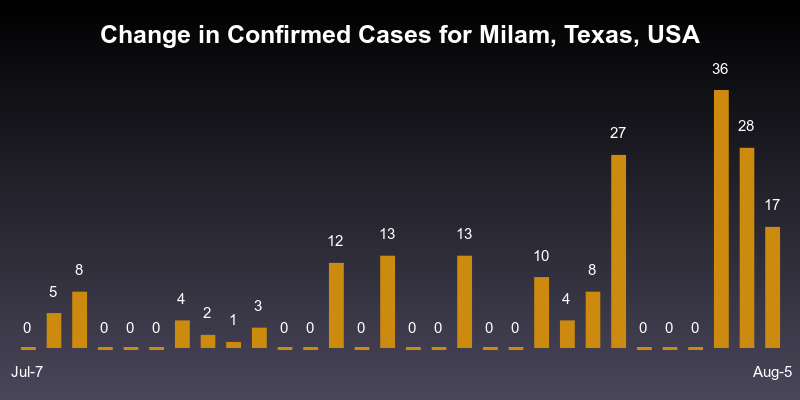 Change in Confirmed Cases for Milam, Texas, USA
0 5 8 0 0 0 4 2 1 3 0 0 12 0 13 0 0 13 0 0 10 4 8 27 0 0 0 36 28 17
Jul-7 Aug-5